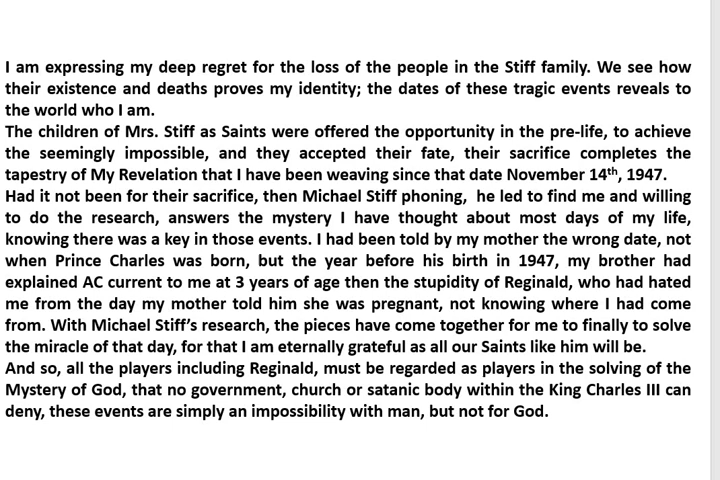 I am expressing my deep regret for the loss of the people in the Stiff family. We see how
their existence and deaths proves my identity; the dates of these tragic events reveals to
the world who I am.
The children of Mrs. Stiff as Saints were offered the opportunity in the pre-life, to achieve
the seemingly impossible, and they accepted their fate, their sacrifice completes the
tapestry of My Revelation that I have been weaving since that date November 14th, 1947.
Had it not been for their sacrifice, then Michael Stiff phoning, he led to find me and willing
to do the research, answers the mystery I have thought about most days of my life,
knowing there was a key in those events. I had been told by my mother the wrong date, not
when Prince Charles was born, but the year before his birth in 1947, my brother had
explained AC current to me at 3 years of age then the stupidity of Reginald, who had hated
me from the day my mother told him she was pregnant, not knowing where I had come
from. With Michael Stiff’s research, the pieces have come together for me to finally to solve
the miracle of that day, for that I am eternally grateful as all our Saints like him will be.
And so, all the players including Reginald, must be regarded as players in the solving of the
Mystery of God, that no government, church or satanic body within the King Charles III can
deny, these events are simply an impossibility with man, but not for God.